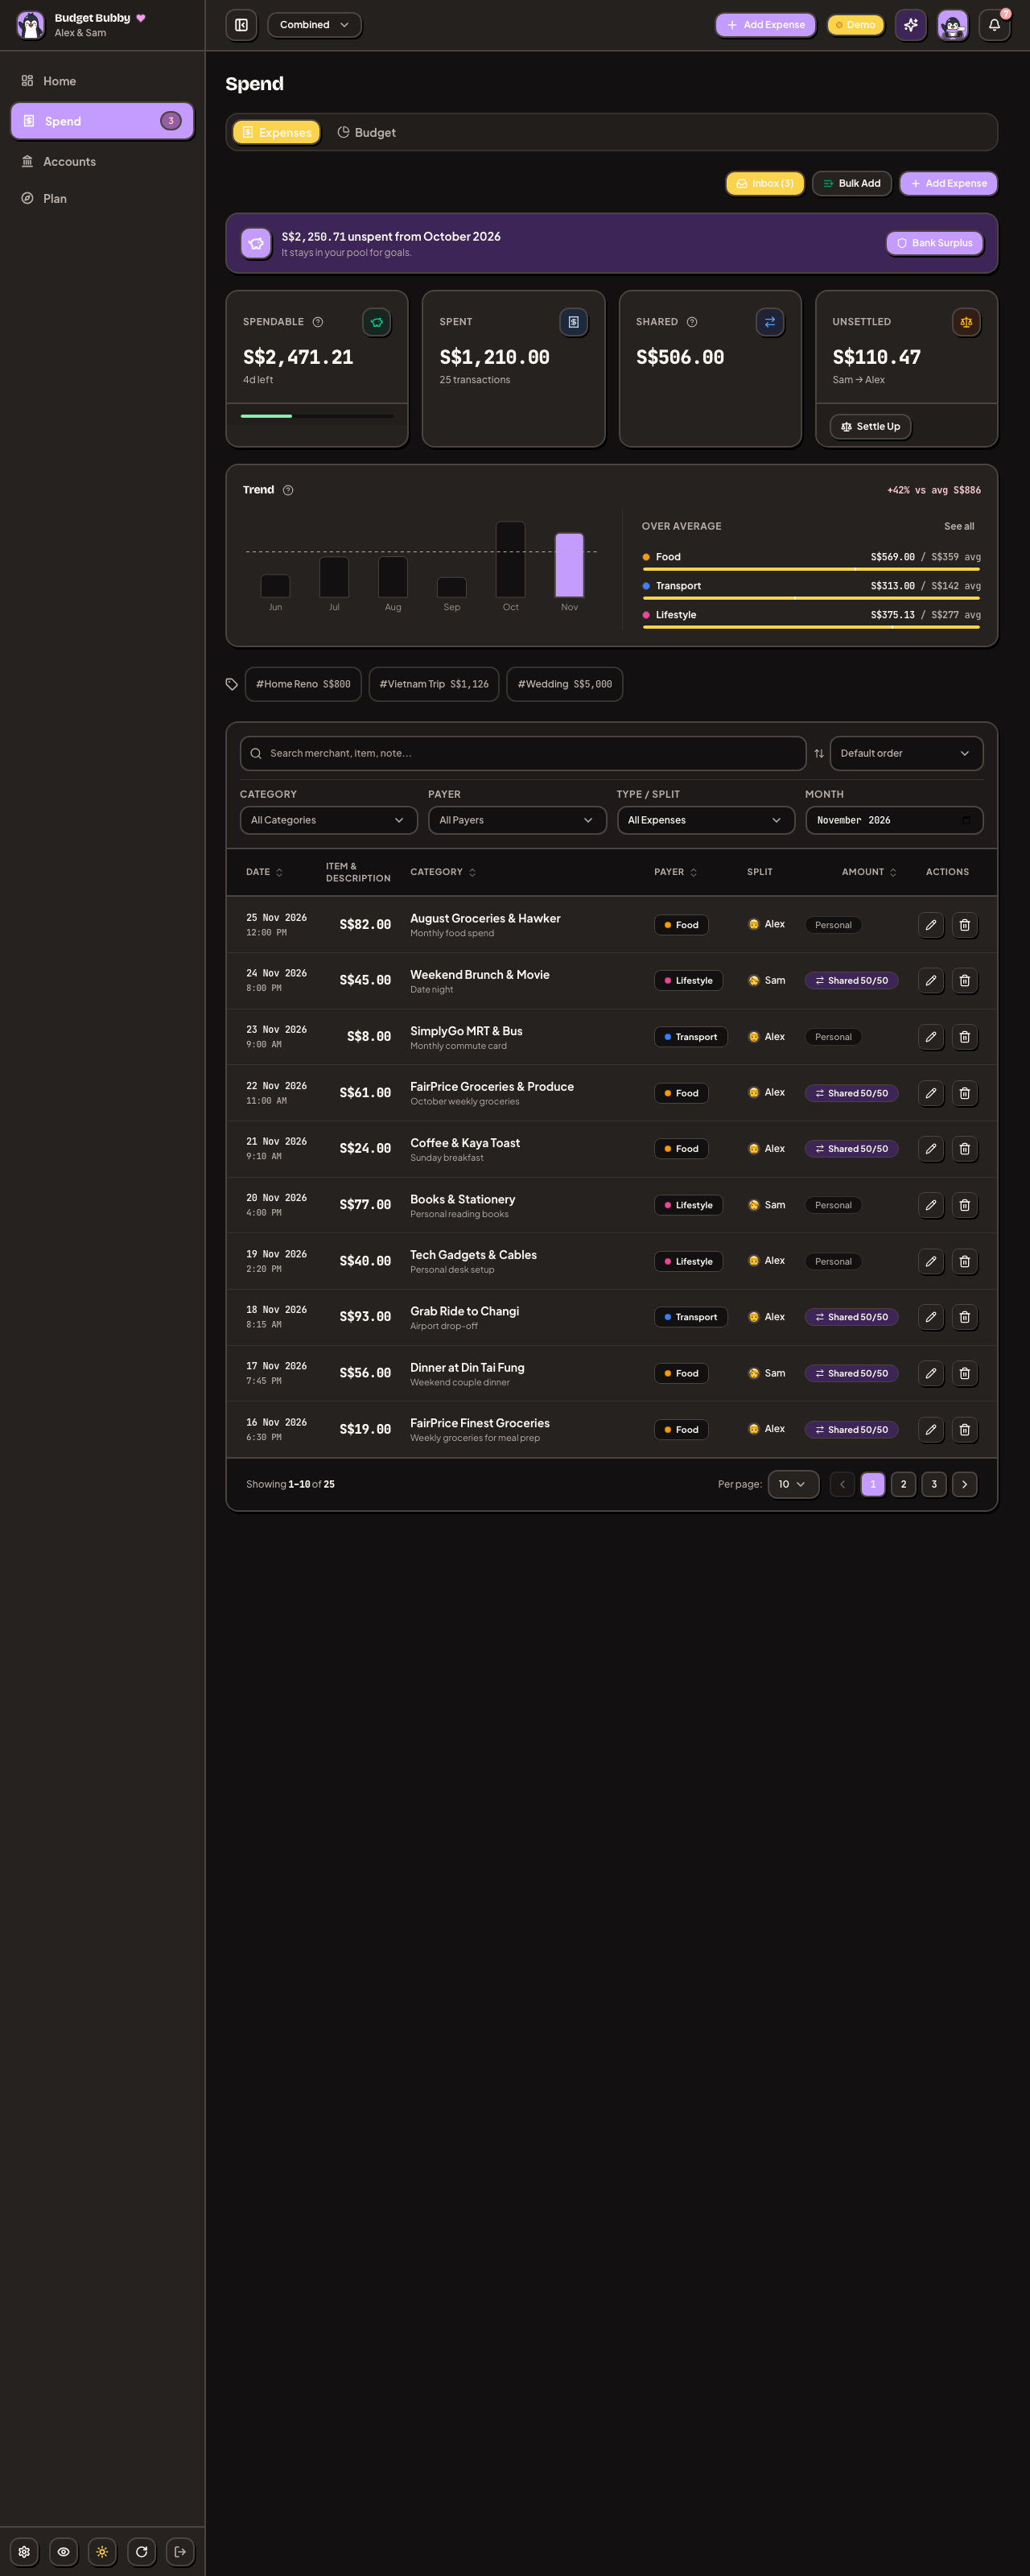 Budget Bubby
Alex & Sam
Combined
Add Expense
Demo
7
Home
Spend 3
Accounts
Plan
Spend
Expenses
Budget
Inbox (3)
Bulk Add
Add Expense
S$2,250.71 unspent from October 2026
It stays in your pool for goals.
Bank Surplus
SPENDABLE
S$2,471.21
4d left
SPENT
S$1,210.00
25 transactions
SHARED
S$506.00
UNSETTLED
S$110.47
Sam → Alex
Settle Up
Trend
+42% vs avg S$886
Jun Jul Aug Sep Oct Nov
OVER AVERAGE See all
Food S$569.00 / S$359 avg
Transport S$313.00 / S$142 avg
Lifestyle S$375.13 / S$277 avg
#Home Reno S$800
#Vietnam Trip S$1,126
#Wedding S$5,000
Search merchant, item, note...
Default order
CATEGORY PAYER TYPE / SPLIT MONTH
All Categories All Payers All Expenses November 2026
DATE ITEM & DESCRIPTION CATEGORY PAYER SPLIT AMOUNT ACTIONS
25 Nov 2026 S$82.00 August Groceries & Hawker Food Alex Personal
12:00 PM Monthly food spend
24 Nov 2026 S$45.00 Weekend Brunch & Movie Lifestyle Sam Shared 50/50
8:00 PM Date night
23 Nov 2026 S$8.00 SimplyGo MRT & Bus Transport Alex Personal
9:00 AM Monthly commute card
22 Nov 2026 S$61.00 FairPrice Groceries & Produce Food Alex Shared 50/50
11:00 AM October weekly groceries
21 Nov 2026 S$24.00 Coffee & Kaya Toast Food Alex Shared 50/50
9:10 AM Sunday breakfast
20 Nov 2026 S$77.00 Books & Stationery Lifestyle Sam Personal
4:00 PM Personal reading books
19 Nov 2026 S$40.00 Tech Gadgets & Cables Lifestyle Alex Personal
2:20 PM Personal desk setup
18 Nov 2026 S$93.00 Grab Ride to Changi Transport Alex Shared 50/50
8:15 AM Airport drop-off
17 Nov 2026 S$56.00 Dinner at Din Tai Fung Food Sam Shared 50/50
7:45 PM Weekend couple dinner
16 Nov 2026 S$19.00 FairPrice Finest Groceries Food Alex Shared 50/50
6:30 PM Weekly groceries for meal prep
Showing 1–10 of 25
Per page: 10 1 2 3